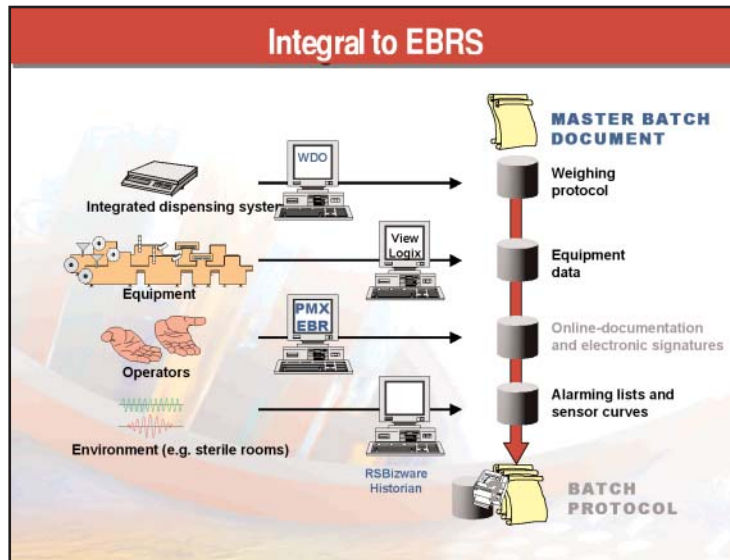 Integral to EBRS
MASTER BATCH
DOCUMENT
WDO
Integrated dispensing system
Weighing
protocol
View
Logix
Equipment
Equipment
data
PMX
EBR
Operators
Online-documentation
and electronic signatures
Environment (e.g. sterile rooms)
Alarming lists and
sensor curves
RSBizware
Historian
BATCH
PROTOCOL